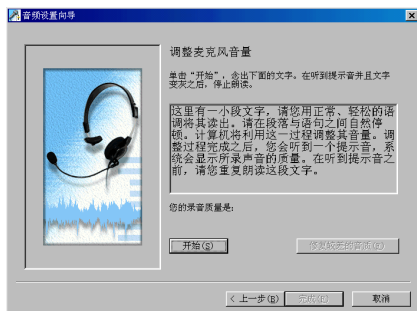 音频设置向导
调整麦克风音量
单击“开始”,念出下面的文字。在听到提示音并且文字
变灰之后,停止朗读。
这里有一小段文字,请您用正常、轻松的语
调将其读出。请在段落与语句之间自然停
顿。计算机将利用这一过程调整其音量。调
整过程完成之后,您会听到一个提示音,系
统会显示所录声音的质量。在听到提示音之
前,请您重复朗读这段文字。
您的录音质量是:
开始(S)
<上一步(B)
完成(F)
取消